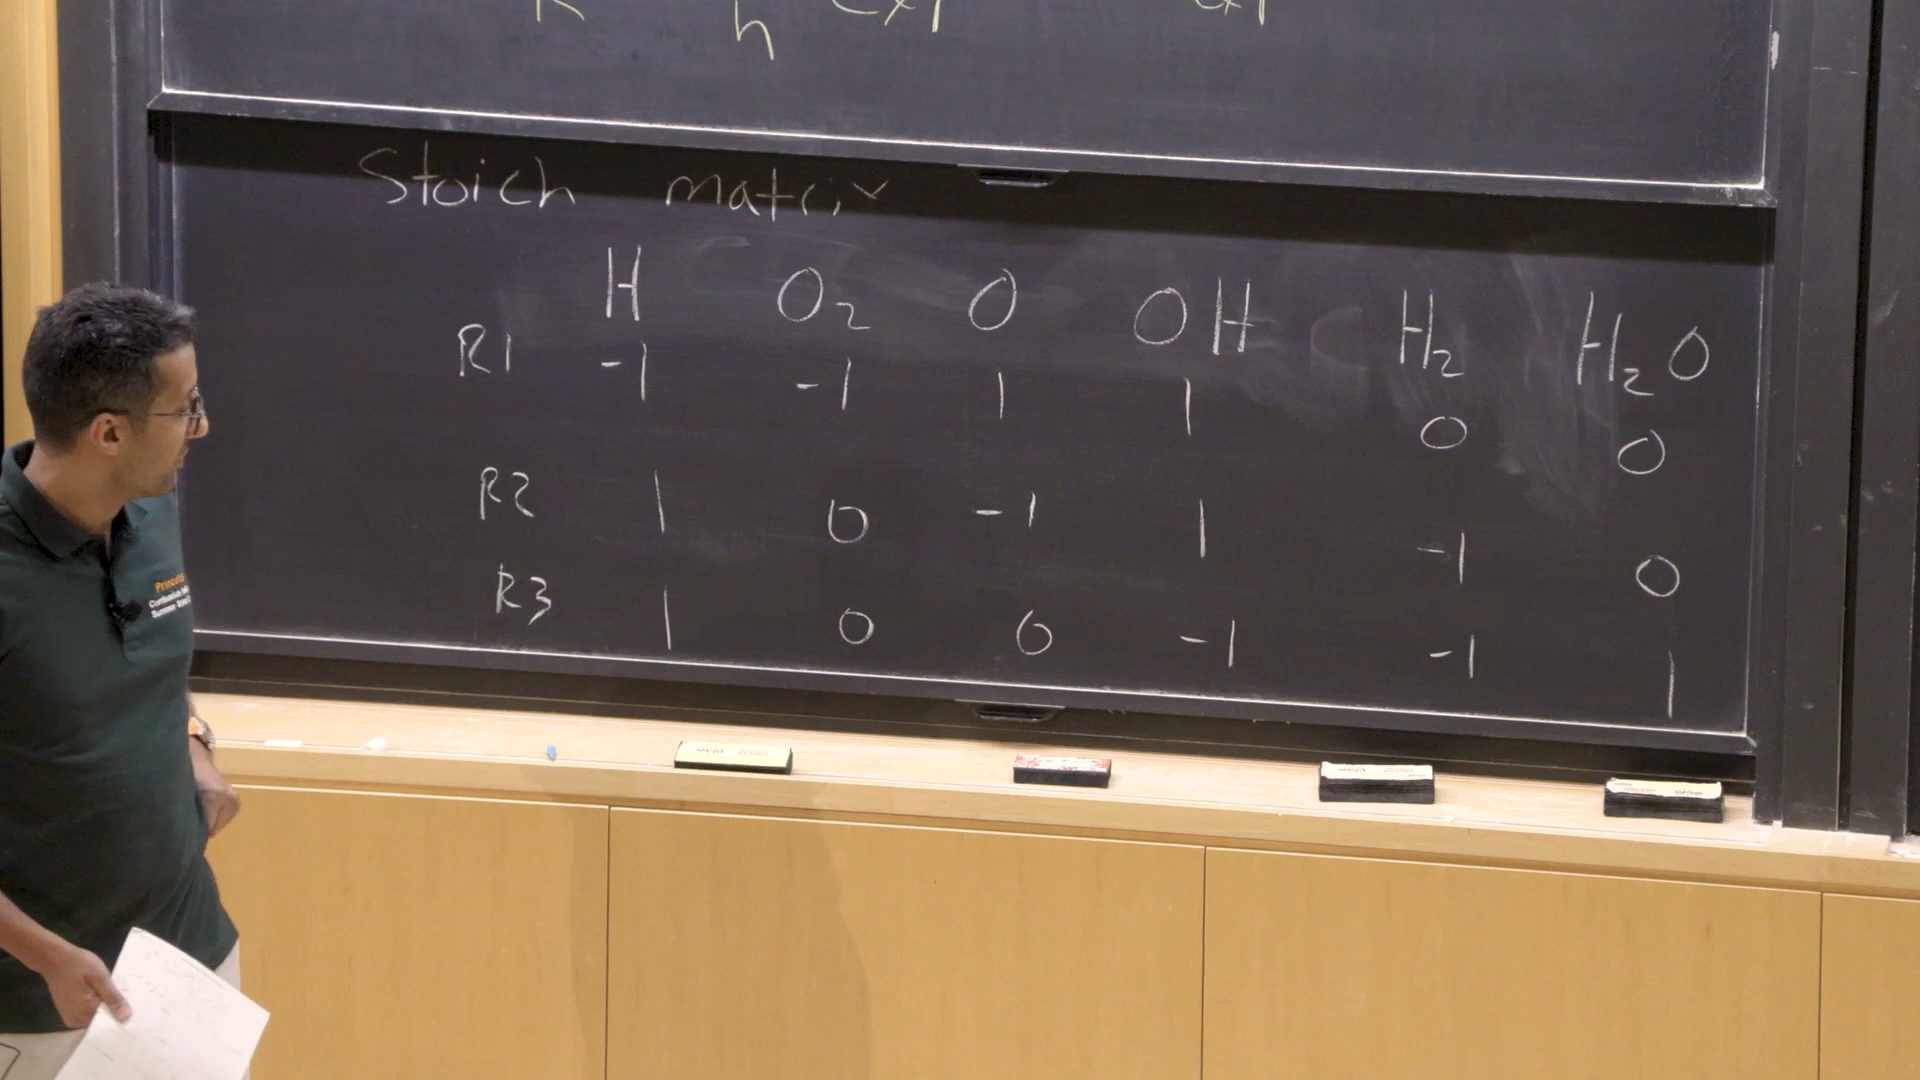 h exp
Stoich matrix
H O₂ O OH H₂ H₂O
R1 -1 -1 1 1 0 0
R2 1 0 -1 1 -1 0
R3 1 0 0 -1 -1 1